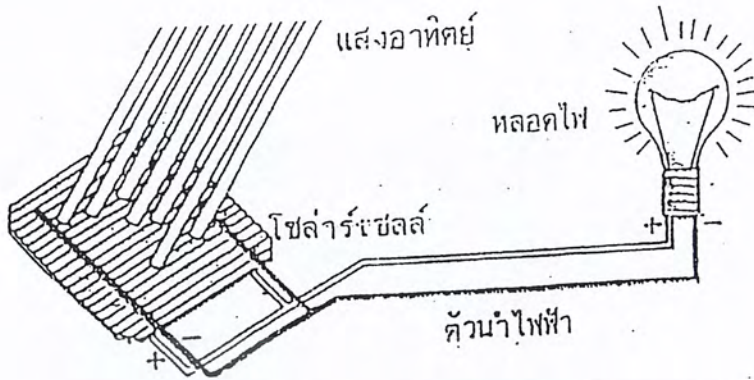 แสงอาทิตย์
หลอดไฟ
โซล่าร์เซลล์
+ −
ตัวนำไฟฟ้า
− +